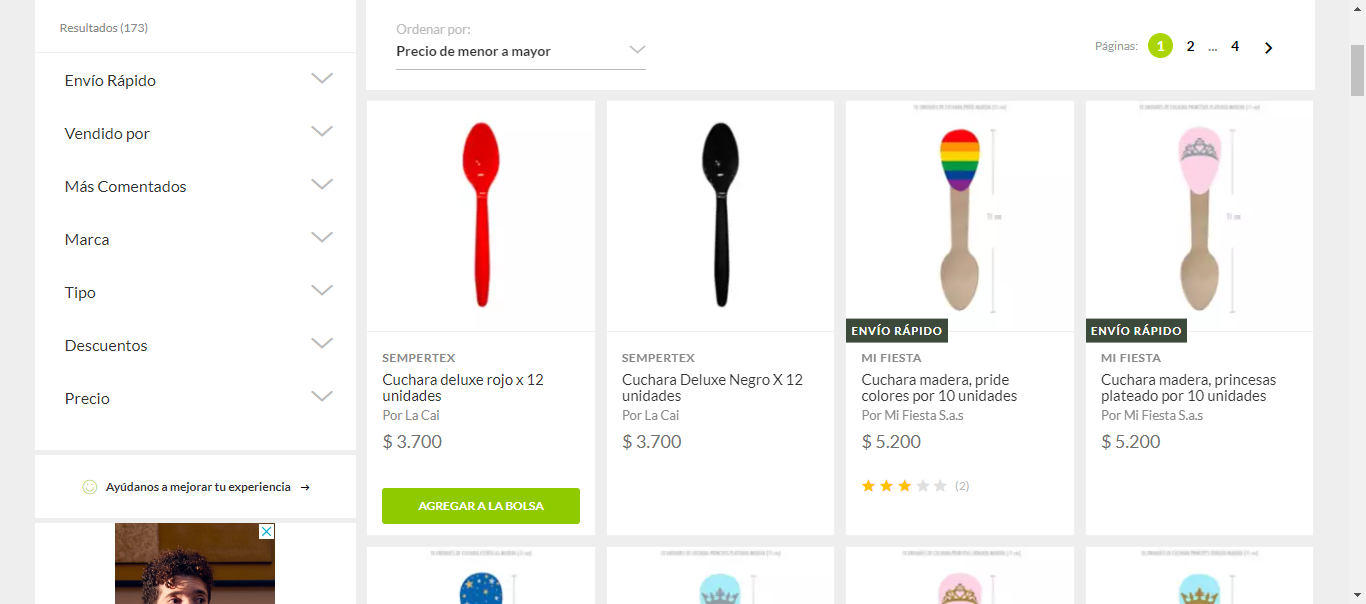 Resultados (173)
Envío Rápido
Vendido por
Más Comentados
Marca
Tipo
Descuentos
Precio
Ayúdanos a mejorar tu experiencia →
Ordenar por:
Precio de menor a mayor
Páginas: 1 2 ... 4
SEMPERTEX
Cuchara deluxe rojo x 12
unidades
Por La Cai
$ 3.700
AGREGAR A LA BOLSA
SEMPERTEX
Cuchara Deluxe Negro X 12
unidades
Por La Cai
$ 3.700
ENVÍO RÁPIDO
MI FIESTA
Cuchara madera, pride
colores por 10 unidades
Por Mi Fiesta S.a.s
$ 5.200
(2)
ENVÍO RÁPIDO
MI FIESTA
Cuchara madera, princesas
plateado por 10 unidades
Por Mi Fiesta S.a.s
$ 5.200